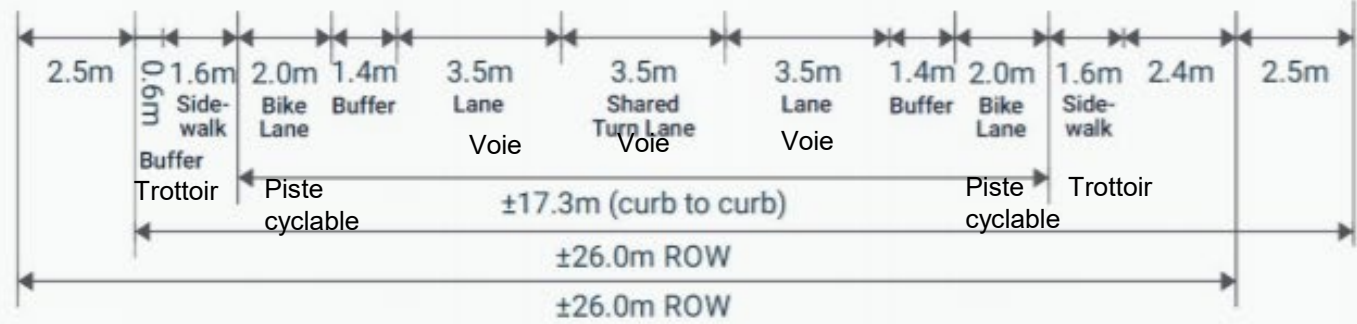 2.5m 0.6m 1.6m 2.0m 1.4m 3.5m 3.5m 3.5m 1.4m 2.0m 1.6m 2.4m 2.5m
Side-
walk
Bike
Lane
Buffer
Lane
Shared
Turn Lane
Lane
Buffer
Bike
Lane
Side-
walk
Voie
Voie
Voie
Buffer
Trottoir
Piste
cyclable
Piste
cyclable
Trottoir
±17.3m (curb to curb)
±26.0m ROW
±26.0m ROW